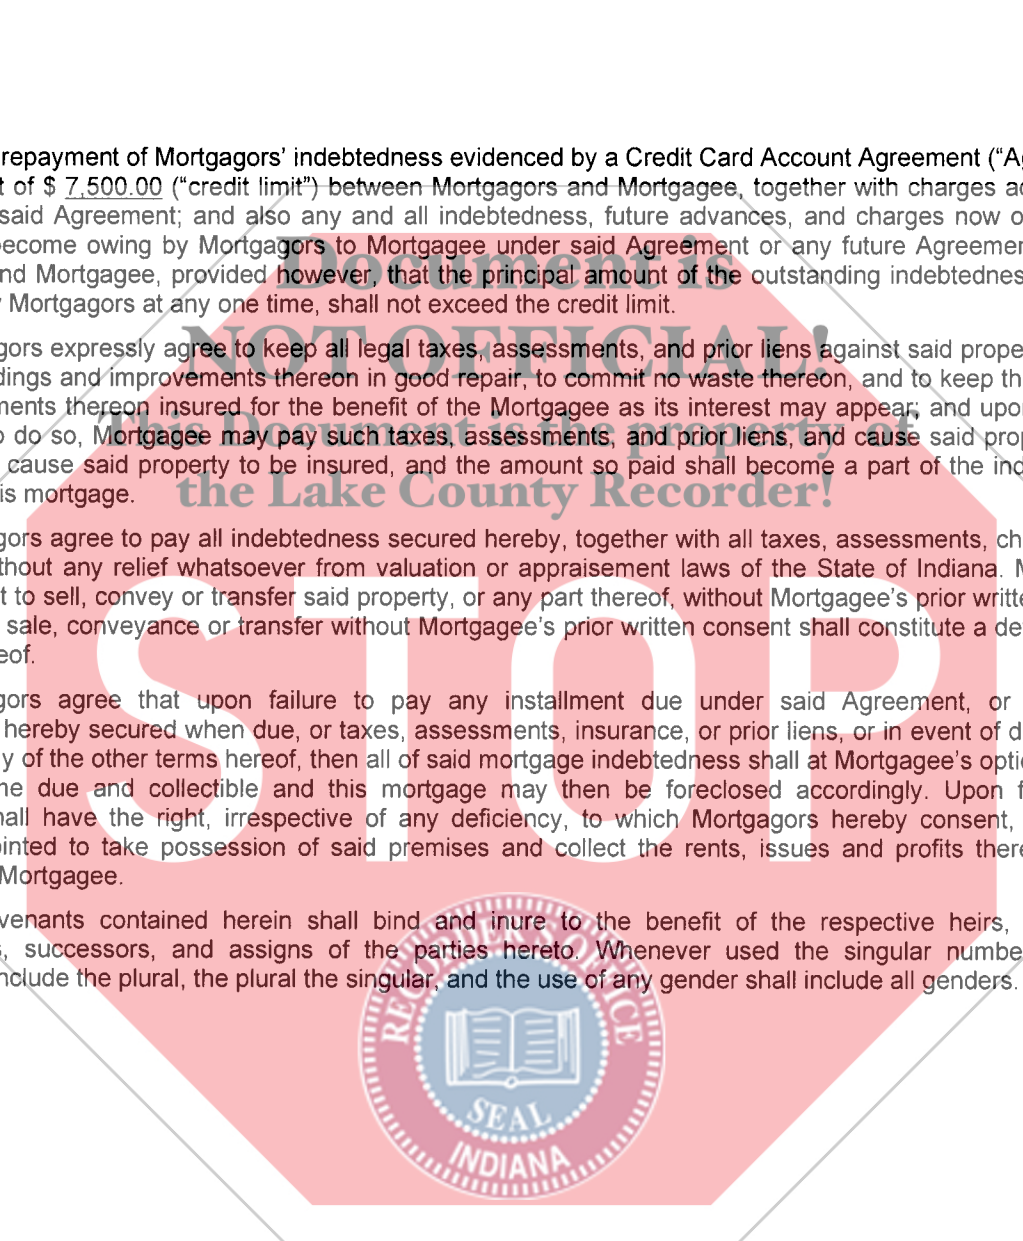 repayment of Mortgagors' indebtedness evidenced by a Credit Card Account Agreement ("Ag
t of $ 7,500.00 ("credit limit") between Mortgagors and Mortgagee, together with charges ac
said Agreement; and also any and all indebtedness, future advances, and charges now o
ecome owing by Mortgagors to Mortgagee under said Agreement or any future Agreemen
nd Mortgagee, provided however, that the principal amount of the outstanding indebtednes
Mortgagors at any one time, shall not exceed the credit limit.
Document is
NOT OFFICIAL!
This Document is the property of
the Lake County Recorder!
gors expressly agree to keep all legal taxes, assessments, and prior liens against said prope
dings and improvements thereon in good repair, to commit no waste thereon, and to keep th
ments thereon insured for the benefit of the Mortgagee as its interest may appear; and upo
o do so, Mortgagee may pay such taxes, assessments, and prior liens, and cause said prop
cause said property to be insured, and the amount so paid shall become a part of the ind
is mortgage.
gors agree to pay all indebtedness secured hereby, together with all taxes, assessments, ch
thout any relief whatsoever from valuation or appraisement laws of the State of Indiana. M
t to sell, convey or transfer said property, or any part thereof, without Mortgagee's prior writte
sale, conveyance or transfer without Mortgagee's prior written consent shall constitute a de
eof.
STOP
gors agree that upon failure to pay any installment due under said Agreement, or
hereby secured when due, or taxes, assessments, insurance, or prior liens, or in event of d
y of the other terms hereof, then all of said mortgage indebtedness shall at Mortgagee's optic
ne due and collectible and this mortgage may then be foreclosed accordingly. Upon f
hall have the right, irrespective of any deficiency, to which Mortgagors hereby consent,
inted to take possession of said premises and collect the rents, issues and profits there
Mortgagee.
venants contained herein shall bind and inure to the benefit of the respective heirs,
s, successors, and assigns of the parties hereto. Whenever used the singular numbe
nclude the plural, the plural the singular, and the use of any gender shall include all genders.
RECORDER'S OFFICE
SEAL
INDIANA